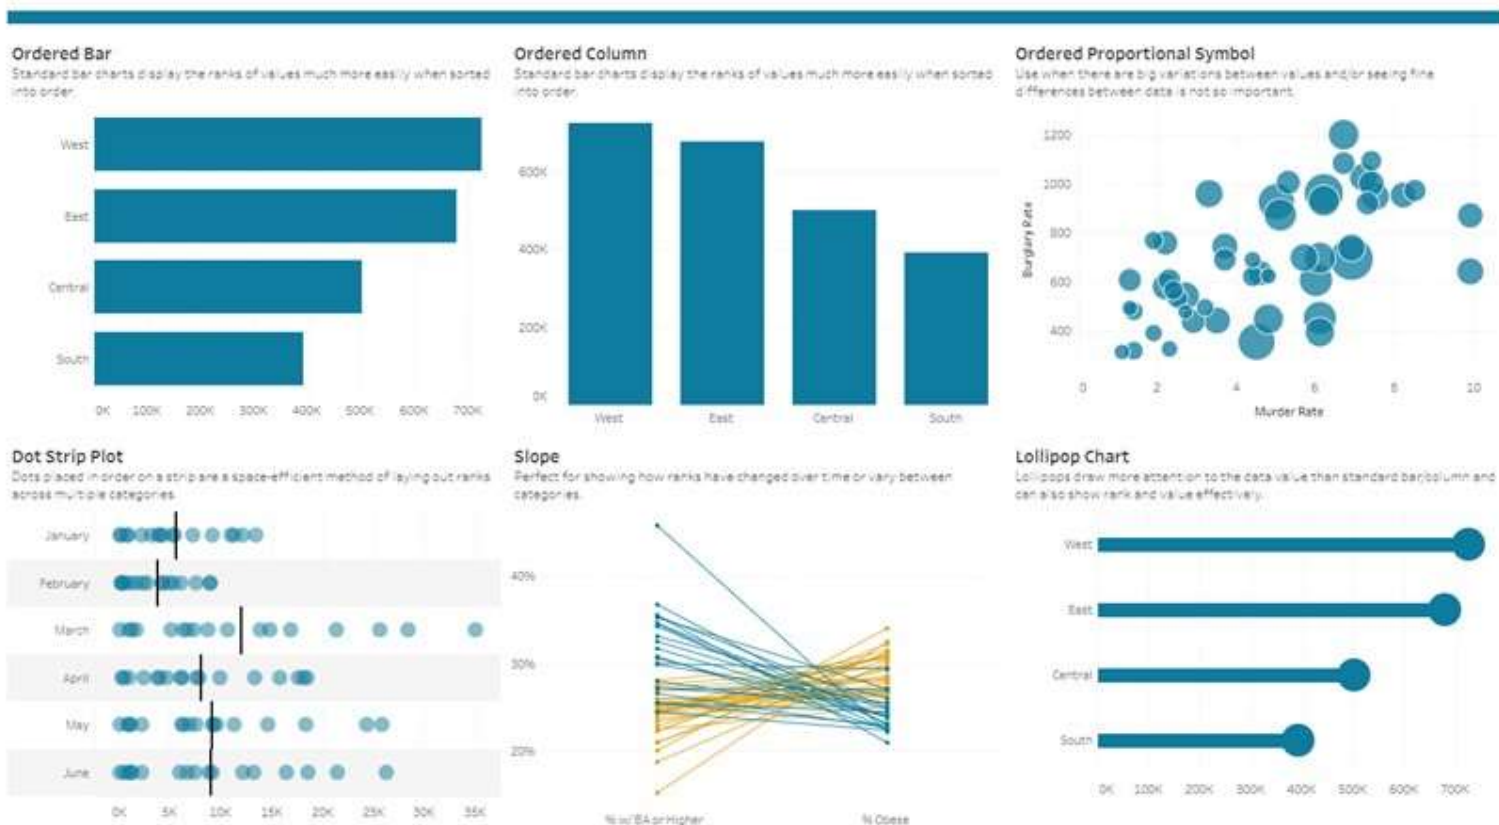 Ordered Bar
Standard bar charts display the ranks of values much more easily when sorted
into order.
West
East
Central
South
0K 100K 200K 300K 400K 500K 600K 700K
Ordered Column
Standard bar charts display the ranks of values much more easily when sorted
into order.
600K
400K
200K
0K
West East Central South
Ordered Proportional Symbol
Use when there are big variations between values and/or seeing fine
differences between data is not so important.
Burglary Rate
1200
1000
800
600
400
0 2 4 6 8 10
Murder Rate
Dot Strip Plot
Dots placed in order on a strip are a space-efficient method of laying out ranks
across multiple categories.
January
February
March
April
May
June
0K 5K 10K 15K 20K 25K 30K 35K
Slope
Perfect for showing how ranks have changed over time or vary between
categories.
40%
30%
20%
% w/ BA or Higher % Obese
Lollipop Chart
Lollipops draw more attention to the data value than standard bar/column and
can also show rank and value effectively.
West
East
Central
South
0K 100K 200K 300K 400K 500K 600K 700K